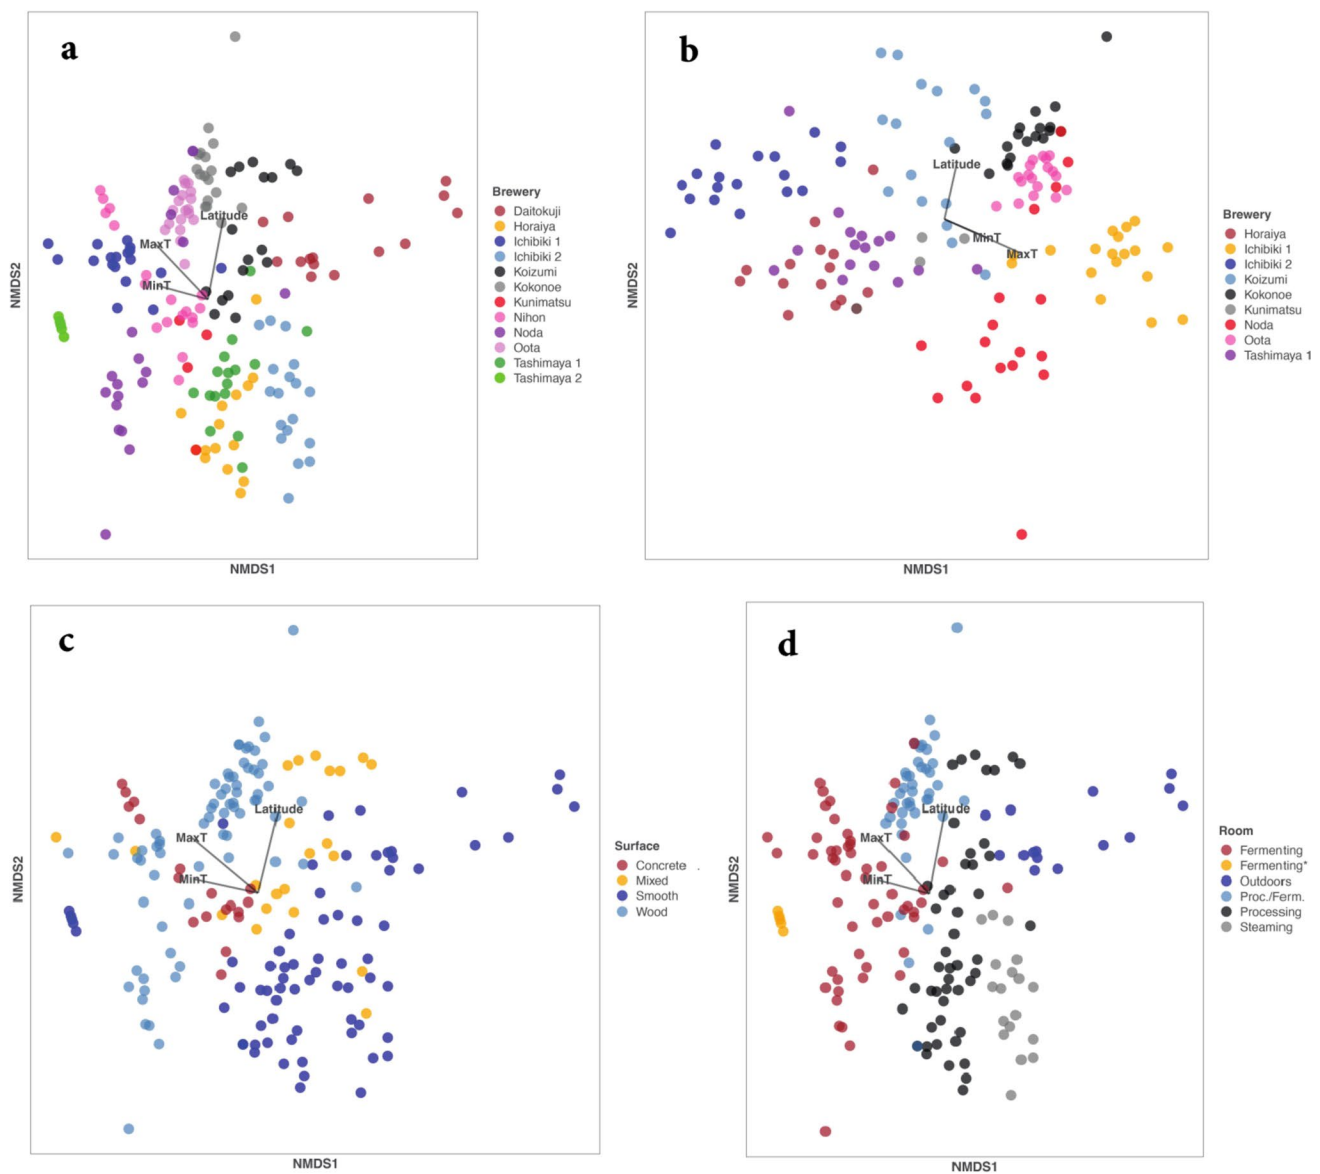 a
Latitude
MaxT
MinT
NMDS2
NMDS1
Brewery
Daitokuji
Horaiya
Ichibiki 1
Ichibiki 2
Koizumi
Kokonoe
Kunimatsu
Nihon
Noda
Oota
Tashimaya 1
Tashimaya 2
b
Latitude
MinT
MaxT
NMDS2
NMDS1
Brewery
Horaiya
Ichibiki 1
Ichibiki 2
Koizumi
Kokonoe
Kunimatsu
Noda
Oota
Tashimaya 1
c
Latitude
MaxT
MinT
NMDS2
NMDS1
Surface
Concrete
Mixed
Smooth
Wood
d
Latitude
MaxT
MinT
NMDS2
NMDS1
Room
Fermenting
Fermenting*
Outdoors
Proc./Ferm.
Processing
Steaming